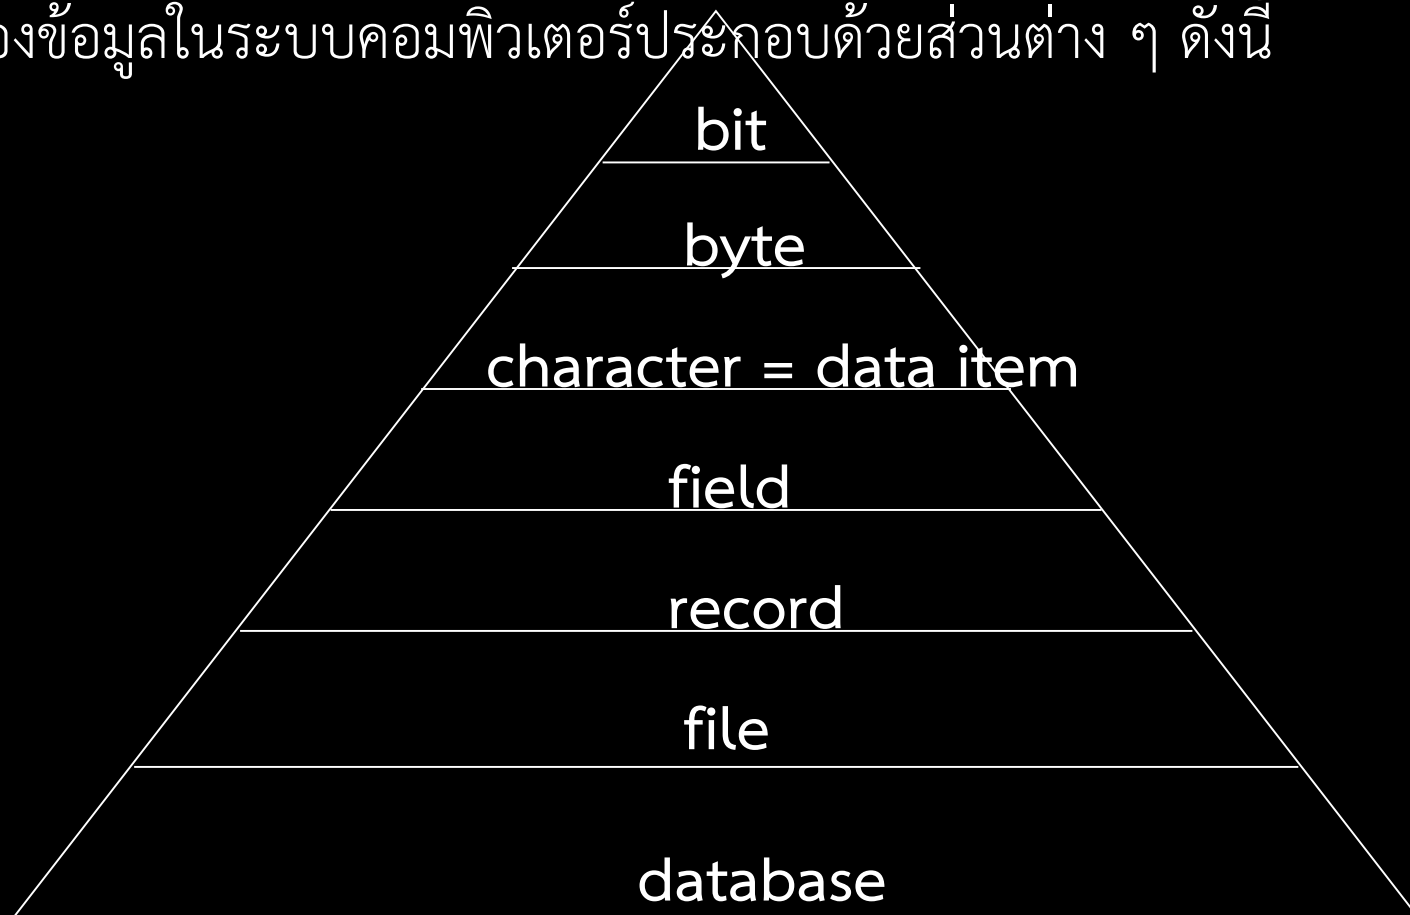 องข้อมูลในระบบคอมพิวเตอร์ประกอบด้วยส่วนต่าง ๆ ดังนี้
bit
byte
character = data item
field
record
file
database